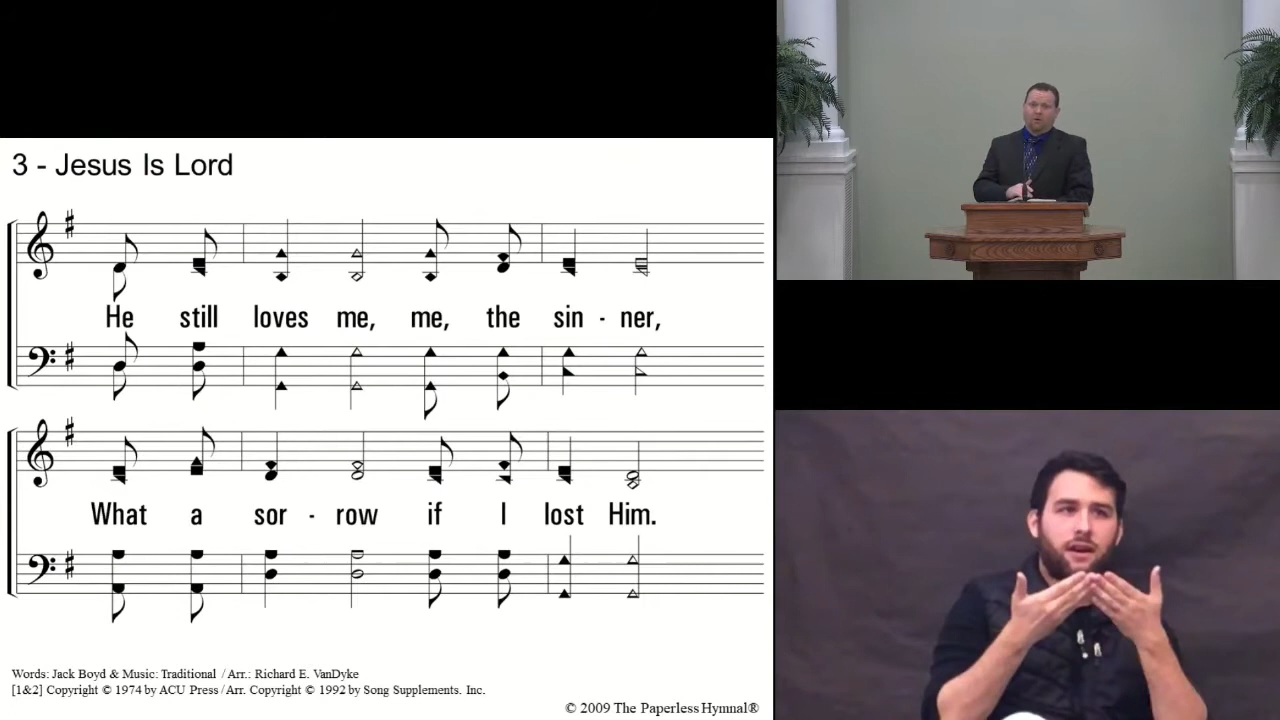 3 - Jesus Is Lord
He still loves me, me, the sin - ner,
What a sor - row if I lost Him.
Words: Jack Boyd & Music: Traditional / Arr.: Richard E. VanDyke
[1&2] Copyright © 1974 by ACU Press / Arr. Copyright © 1992 by Song Supplements. Inc.
© 2009 The Paperless Hymnal®